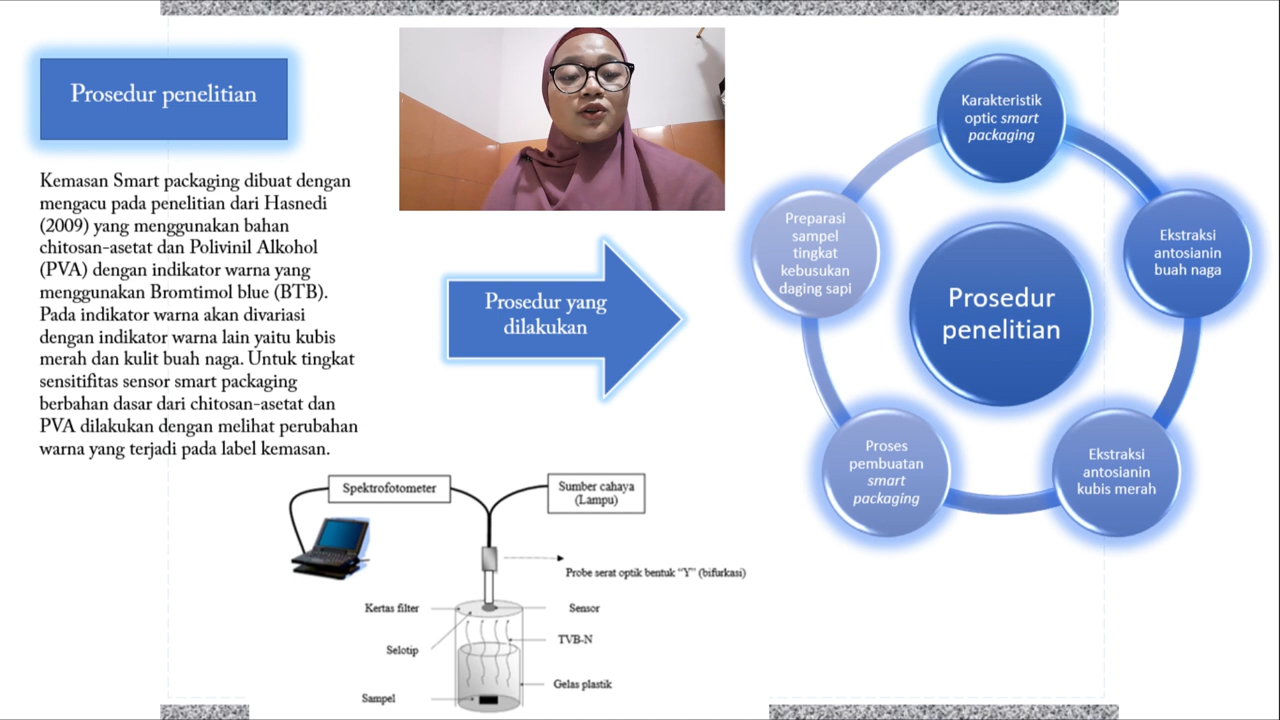 Prosedur penelitian
Kemasan Smart packaging dibuat dengan
mengacu pada penelitian dari Hasnedi
(2009) yang menggunakan bahan
chitosan-asetat dan Polivinil Alkohol
(PVA) dengan indikator warna yang
menggunakan Bromtimol blue (BTB).
Pada indikator warna akan divariasi
dengan indikator warna lain yaitu kubis
merah dan kulit buah naga. Untuk tingkat
sensitifitas sensor smart packaging
berbahan dasar dari chitosan-asetat dan
PVA dilakukan dengan melihat perubahan
warna yang terjadi pada label kemasan.
Prosedur yang
dilakukan
Karakteristik
optic smart
packaging
Ekstraksi
antosianin
buah naga
Ekstraksi
antosianin
kubis merah
Proses
pembuatan
smart
packaging
Preparasi
sampel
tingkat
kebusukan
daging sapi
Prosedur
penelitian
Spektrofotometer
Sumber cahaya
(Lampu)
Probe serat optik bentuk “Y” (bifurkasi)
Kertas filter
Sensor
TVB-N
Selotip
Gelas plastik
Sampel